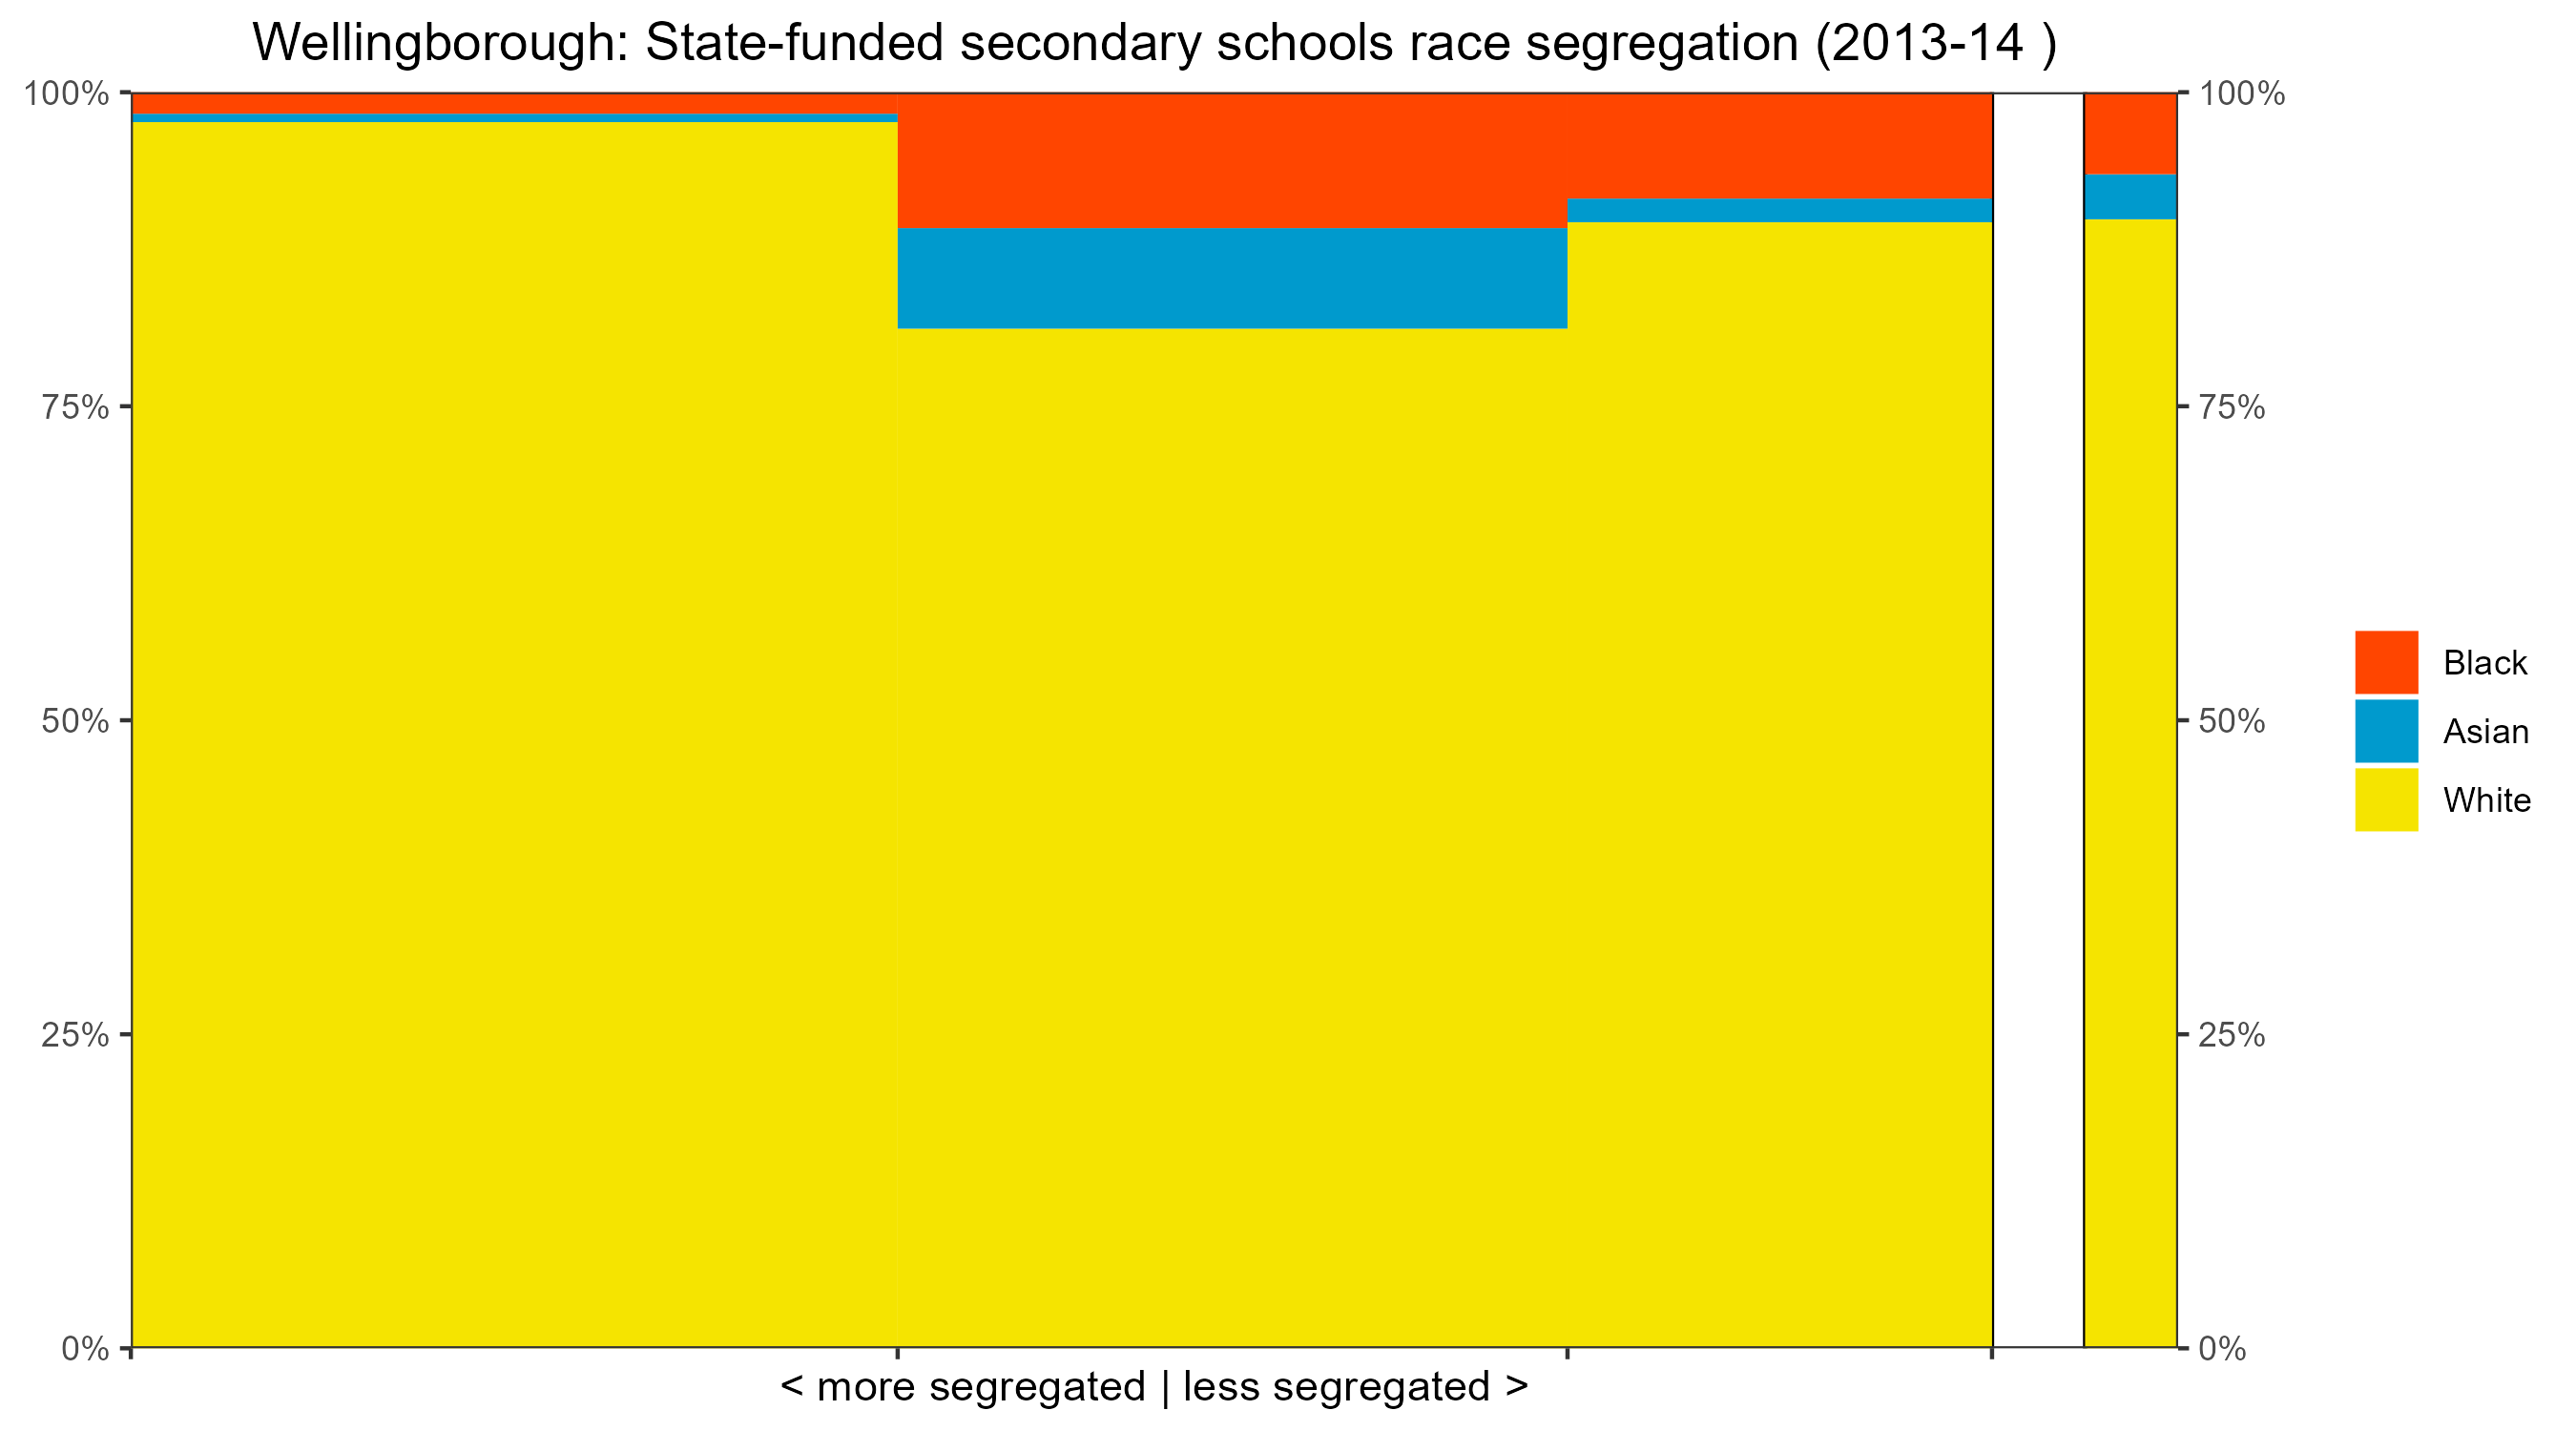 Wellingborough: State-funded secondary schools race segregation (2013-14 )
100%
75%
50%
25%
0%
100%
75%
50%
25%
0%
Black
Asian
White
< more segregated | less segregated >